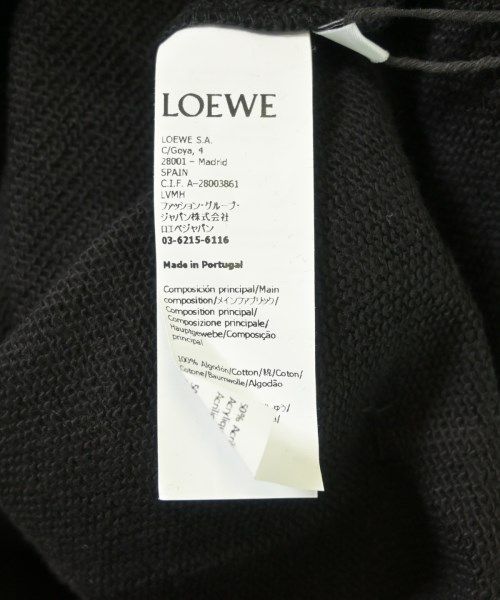 LOEWE
LOEWE S.A.
C/Goya, 4
28001 - Madrid
SPAIN
C.I.F. A-28003861
LVMH
ファッション・グループ・
ジャパン株式会社
ロエベジャパン
03-6215-6116
Made in Portugal
Composición principal/Main
composition/メインファブリック/
Composition principal/
Composizione principale/
Hauptgewebe/Composição
principal
100% Algodón/Cotton/綿/Coton/
Cotone/Baumwolle/Algodão
50%